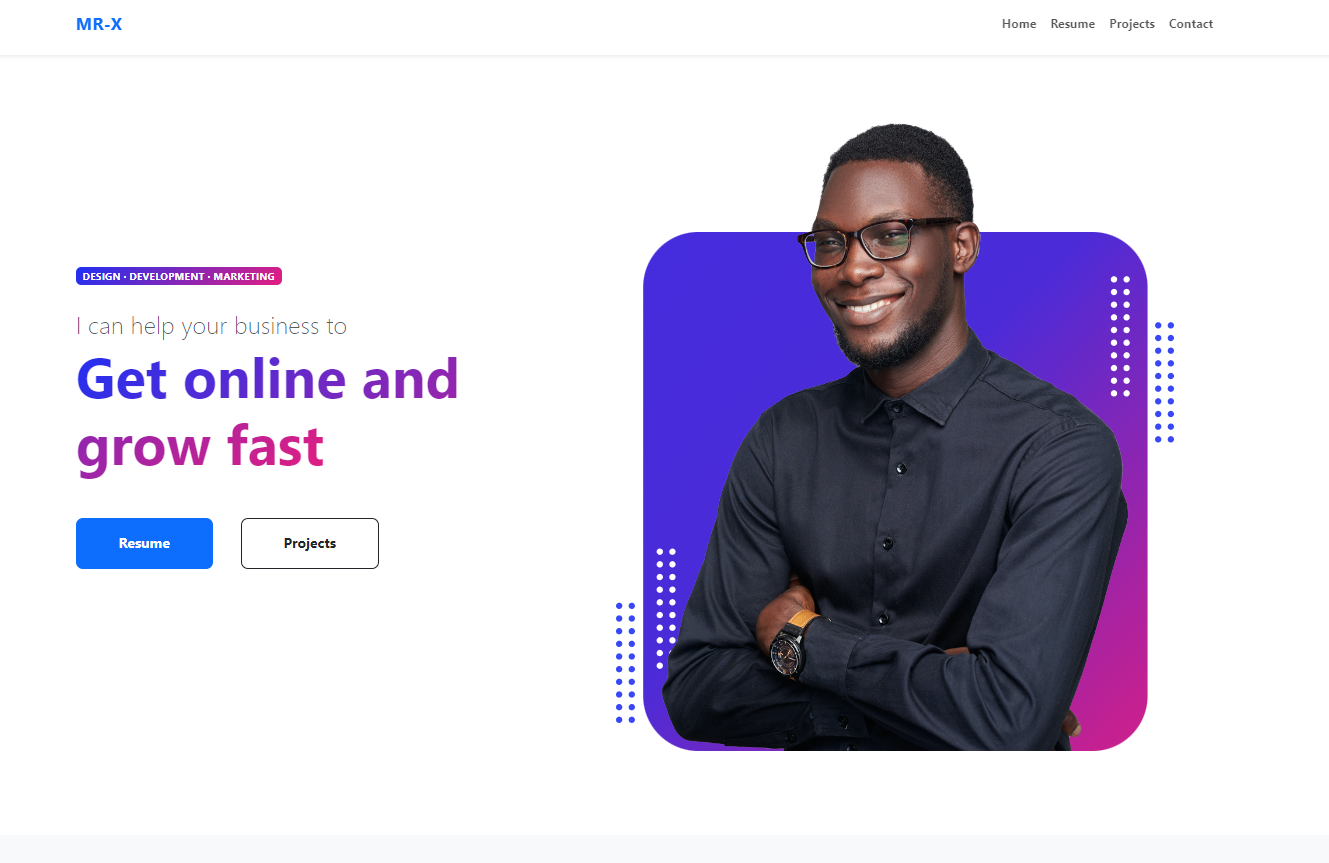 MR-X
Home Resume Projects Contact
DESIGN · DEVELOPMENT · MARKETING
I can help your business to
Get online and
grow fast
Resume Projects